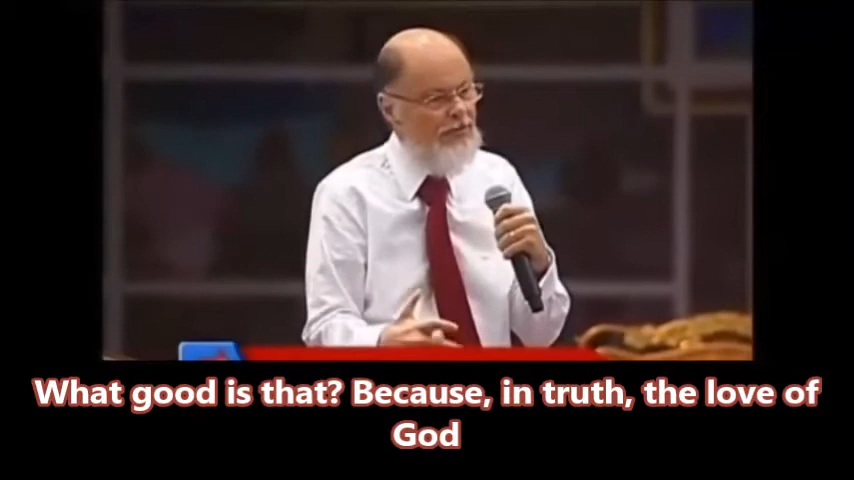 What good is that? Because, in truth, the love of
God